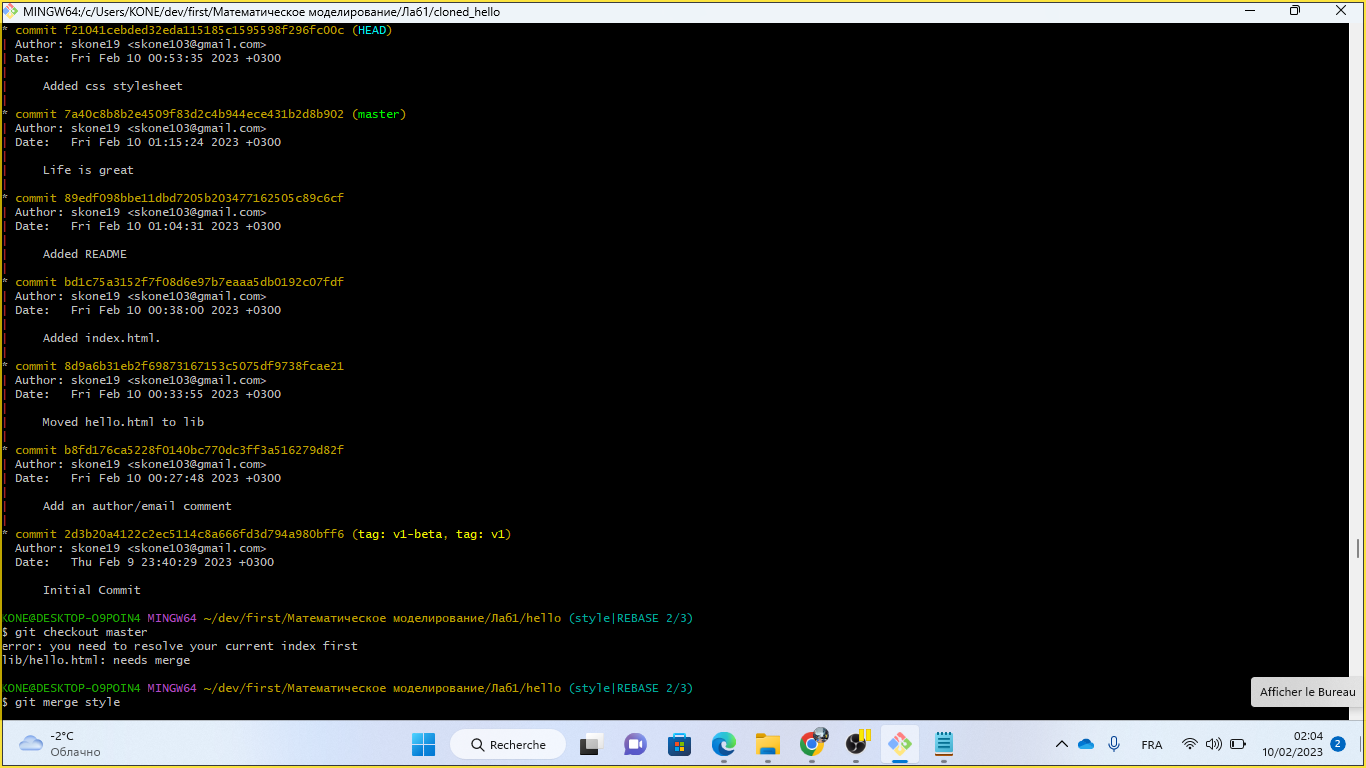 MINGW64:/c/Users/KONE/dev/first/Математическое моделирование/Лаб1/cloned_hello
* commit f21041cebded32eda115185c1595598f296fc00c (HEAD)
| Author: skone19 <skone103@gmail.com>
| Date:   Fri Feb 10 00:53:35 2023 +0300
|
|     Added css stylesheet
|
* commit 7a40c8b8b2e4509f83d2c4b944ece431b2d8b902 (master)
| Author: skone19 <skone103@gmail.com>
| Date:   Fri Feb 10 01:15:24 2023 +0300
|
|     Life is great
|
* commit 89edf098bbe11dbd7205b203477162505c89c6cf
| Author: skone19 <skone103@gmail.com>
| Date:   Fri Feb 10 01:04:31 2023 +0300
|
|     Added README
|
* commit bd1c75a3152f7f08d6e97b7eaaa5db0192c07fdf
| Author: skone19 <skone103@gmail.com>
| Date:   Fri Feb 10 00:38:00 2023 +0300
|
|     Added index.html.
|
* commit 8d9a6b31eb2f69873167153c5075df9738fcae21
| Author: skone19 <skone103@gmail.com>
| Date:   Fri Feb 10 00:33:55 2023 +0300
|
|     Moved hello.html to lib
|
* commit b8fd176ca5228f0140bc770dc3ff3a516279d82f
| Author: skone19 <skone103@gmail.com>
| Date:   Fri Feb 10 00:27:48 2023 +0300
|
|     Add an author/email comment
|
* commit 2d3b20a4122c2ec5114c8a666fd3d794a980bff6 (tag: v1-beta, tag: v1)
  Author: skone19 <skone103@gmail.com>
  Date:   Thu Feb 9 23:40:29 2023 +0300
      Initial Commit
KONE@DESKTOP-O9POIN4 MINGW64 ~/dev/first/Математическое моделирование/Лаб1/hello (style|REBASE 2/3)
$ git checkout master
error: you need to resolve your current index first
lib/hello.html: needs merge
KONE@DESKTOP-O9POIN4 MINGW64 ~/dev/first/Математическое моделирование/Лаб1/hello (style|REBASE 2/3)
$ git merge style
Afficher le Bureau
-2°C
Облачно
Recherche
FRA
02:04
10/02/2023
2